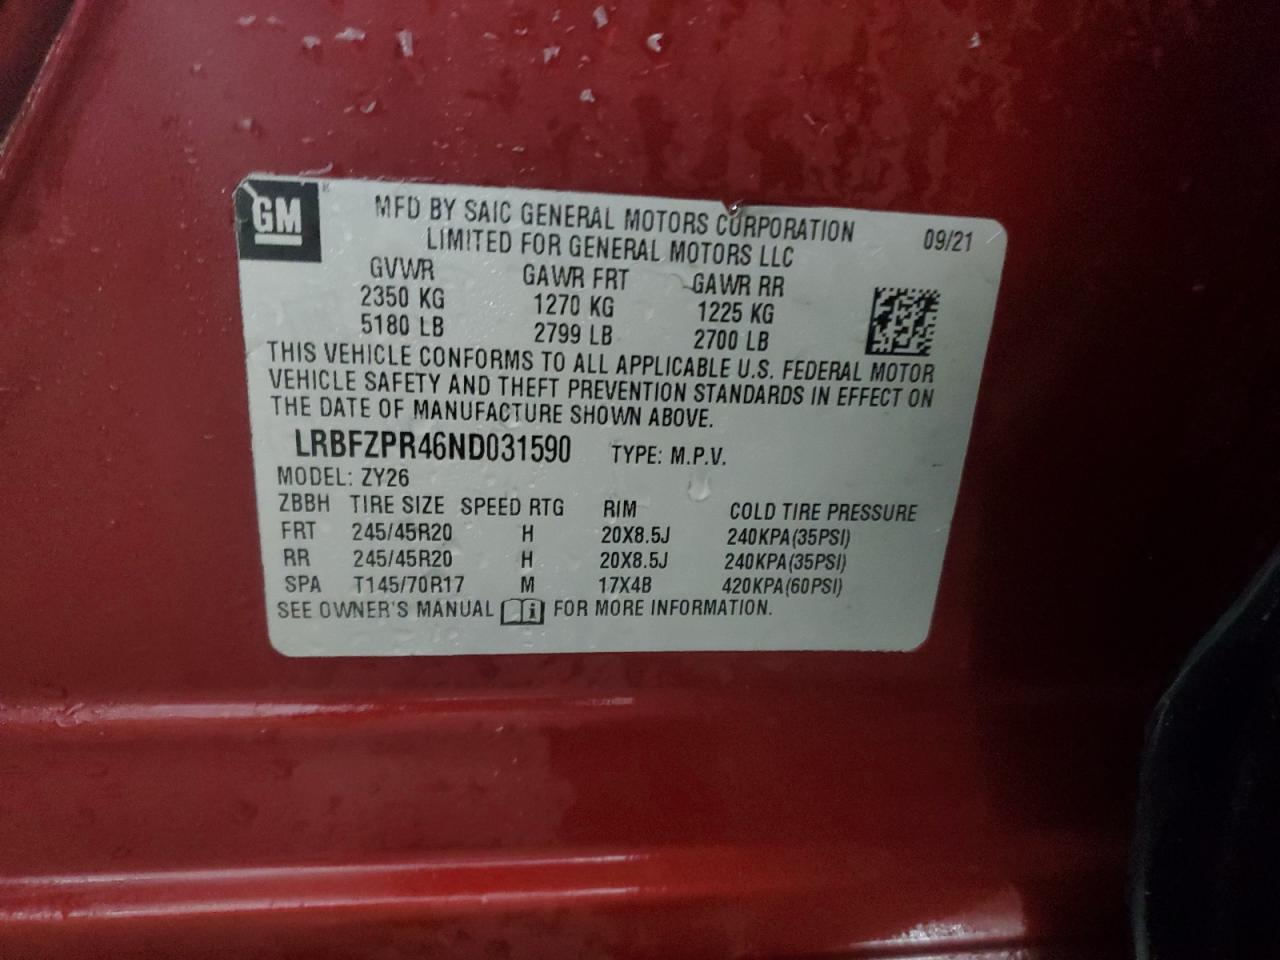 GM ®
MFD BY SAIC GENERAL MOTORS CORPORATION 09/21
LIMITED FOR GENERAL MOTORS LLC
GVWR GAWR FRT GAWR RR
2350 KG 1270 KG 1225 KG
5180 LB 2799 LB 2700 LB
THIS VEHICLE CONFORMS TO ALL APPLICABLE U.S. FEDERAL MOTOR
VEHICLE SAFETY AND THEFT PREVENTION STANDARDS IN EFFECT ON
THE DATE OF MANUFACTURE SHOWN ABOVE.
LRBFZPR46ND031590 TYPE: M.P.V.
MODEL: ZY26
ZBBH TIRE SIZE SPEED RTG RIM COLD TIRE PRESSURE
FRT 245/45R20 H 20X8.5J 240KPA(35PSI)
RR 245/45R20 H 20X8.5J 240KPA(35PSI)
SPA T145/70R17 M 17X4B 420KPA(60PSI)
SEE OWNER'S MANUAL i FOR MORE INFORMATION.